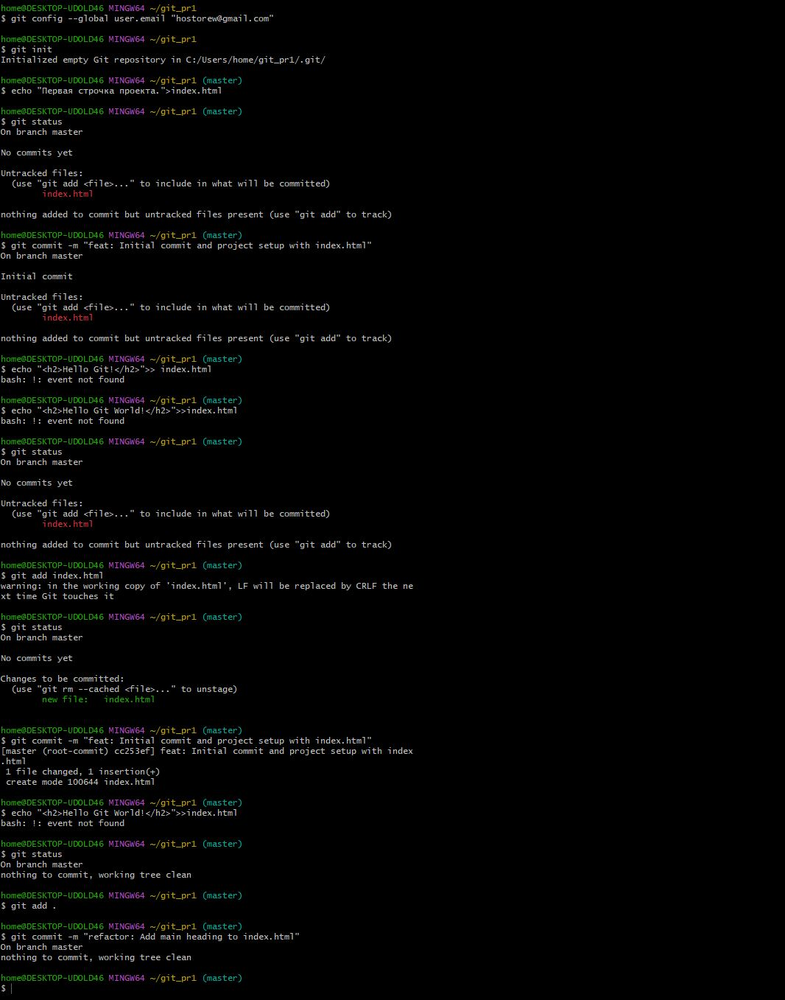 home@DESKTOP-UDOLD46 MINGW64 ~/git_pr1
$ git config --global user.email "hostorew@gmail.com"
home@DESKTOP-UDOLD46 MINGW64 ~/git_pr1
$ git init
Initialized empty Git repository in C:/Users/home/git_pr1/.git/
home@DESKTOP-UDOLD46 MINGW64 ~/git_pr1 (master)
$ echo "Первая строчка проекта.">index.html
home@DESKTOP-UDOLD46 MINGW64 ~/git_pr1 (master)
$ git status
On branch master
No commits yet
Untracked files:
  (use "git add <file>..." to include in what will be committed)
        index.html
nothing added to commit but untracked files present (use "git add" to track)
home@DESKTOP-UDOLD46 MINGW64 ~/git_pr1 (master)
$ git commit -m "feat: Initial commit and project setup with index.html"
On branch master
Initial commit
Untracked files:
  (use "git add <file>..." to include in what will be committed)
        index.html
nothing added to commit but untracked files present (use "git add" to track)
home@DESKTOP-UDOLD46 MINGW64 ~/git_pr1 (master)
$ echo "<h2>Hello Git!</h2>">> index.html
bash: !: event not found
home@DESKTOP-UDOLD46 MINGW64 ~/git_pr1 (master)
$ echo "<h2>Hello Git World!</h2>">>index.html
bash: !: event not found
home@DESKTOP-UDOLD46 MINGW64 ~/git_pr1 (master)
$ git status
On branch master
No commits yet
Untracked files:
  (use "git add <file>..." to include in what will be committed)
        index.html
nothing added to commit but untracked files present (use "git add" to track)
home@DESKTOP-UDOLD46 MINGW64 ~/git_pr1 (master)
$ git add index.html
warning: in the working copy of 'index.html', LF will be replaced by CRLF the ne
xt time Git touches it
home@DESKTOP-UDOLD46 MINGW64 ~/git_pr1 (master)
$ git status
On branch master
No commits yet
Changes to be committed:
  (use "git rm --cached <file>..." to unstage)
        new file:   index.html
home@DESKTOP-UDOLD46 MINGW64 ~/git_pr1 (master)
$ git commit -m "feat: Initial commit and project setup with index.html"
[master (root-commit) cc253ef] feat: Initial commit and project setup with index
.html
 1 file changed, 1 insertion(+)
 create mode 100644 index.html
home@DESKTOP-UDOLD46 MINGW64 ~/git_pr1 (master)
$ echo "<h2>Hello Git World!</h2>">>index.html
bash: !: event not found
home@DESKTOP-UDOLD46 MINGW64 ~/git_pr1 (master)
$ git status
On branch master
nothing to commit, working tree clean
home@DESKTOP-UDOLD46 MINGW64 ~/git_pr1 (master)
$ git add .
home@DESKTOP-UDOLD46 MINGW64 ~/git_pr1 (master)
$ git commit -m "refactor: Add main heading to index.html"
On branch master
nothing to commit, working tree clean
home@DESKTOP-UDOLD46 MINGW64 ~/git_pr1 (master)
$